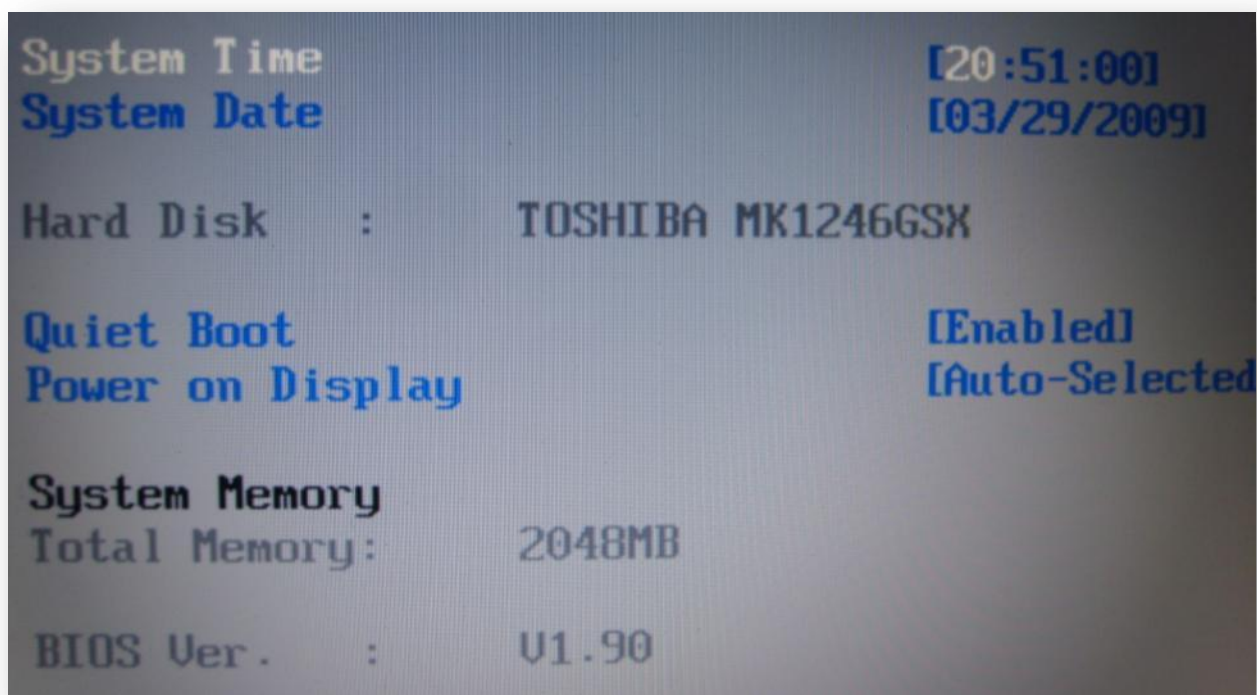 System Time [20:51:00]
System Date [03/29/2009]
Hard Disk : TOSHIBA MK1246GSX
Quiet Boot [Enabled]
Power on Display [Auto-Selected
System Memory
Total Memory: 2048MB
BIOS Ver. : V1.90